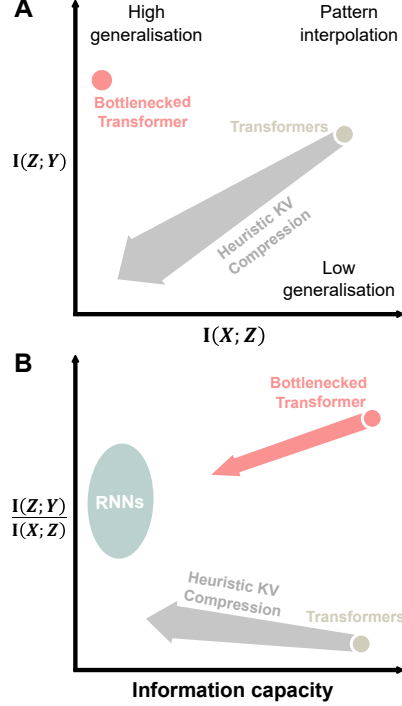 A
High
generalisation
Pattern
interpolation
Bottlenecked
Transformer
Transformers
I(Z; Y)
Heuristic KV
Compression
Low
generalisation
I(X; Z)
B
Bottlenecked
Transformer
RNNs
I(Z; Y)
I(X; Z)
Heuristic KV
Compression
Transformers
Information capacity